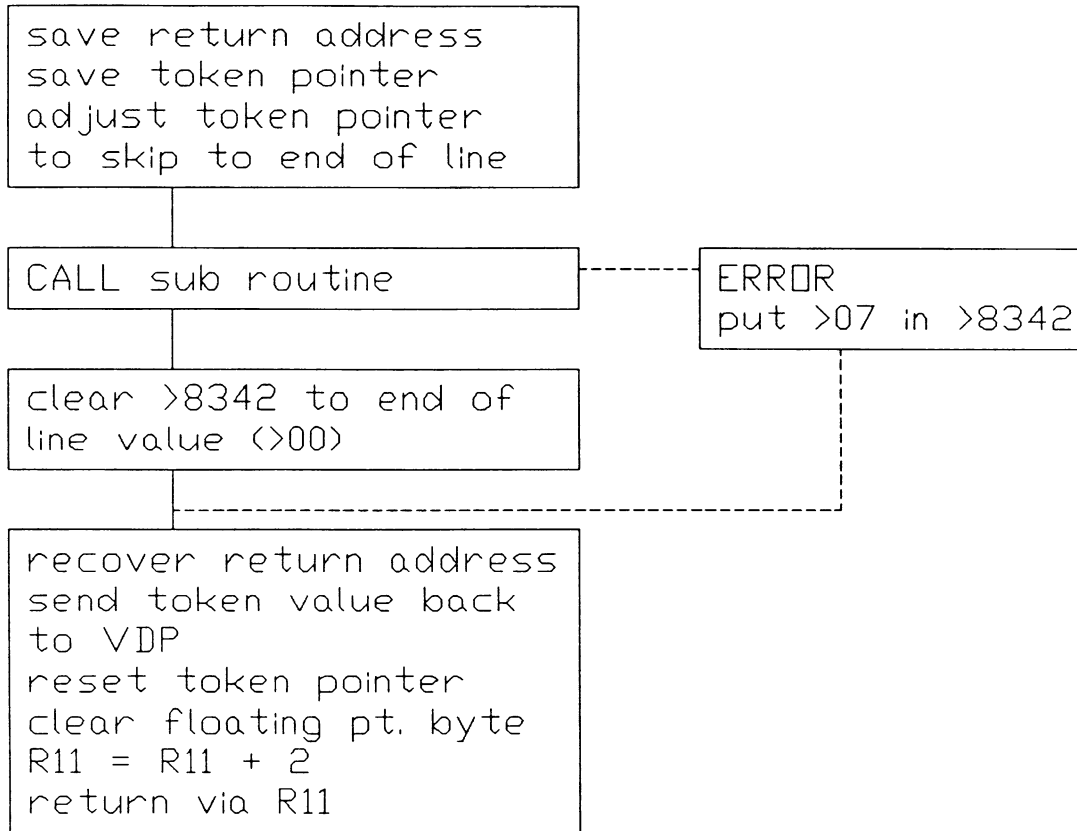 save return address
save token pointer
adjust token pointer
to skip to end of line
CALL sub routine
ERROR
put >07 in >8342
clear >8342 to end of
line value (>00)
recover return address
send token value back
to VDP
reset token pointer
clear floating pt. byte
R11 = R11 + 2
return via R11